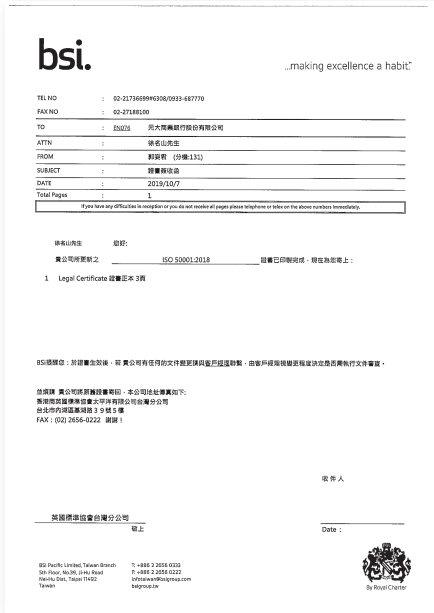 bsi.
...making excellence a habit.™
TEL NO : 02-21736699#6308/0933-687770
FAX NO : 02-27188100
TO : EN076 元大商業銀行股份有限公司
ATTN : 徐名山先生
FROM : 郭姿君 (分機:131)
SUBJECT : 證書簽收函
DATE : 2019/10/7
Total Pages : 1
If you have any difficulties in reception or you do not receive all pages please telephone or telex on the above numbers immediately.
徐名山先生 您好:
貴公司所更新之 ISO 50001:2018 證書已印製完成，現在為您寄上：
1 Legal Certificate 證書正本 3頁
BSI提醒您：於證書生效後，若 貴公司有任何的文件變更請與客戶經理聯繫，由客戶經理視變更程度決定是否需執行文件審查。
並煩請 貴公司將原舊證書寄回，本公司地址傳真如下:
香港商英國標準協會太平洋有限公司台灣分公司
台北市內湖區基湖路３９號５樓
FAX：(02) 2656-0222 謝謝！
收件人
英國標準協會台灣分公司
敬上
Date :
BSI Pacific Limited, Taiwan Branch
5th Floor, No.39, Ji-Hu Road
Nei-Hu Dist, Taipei 11492
Taiwan
T: +886 2 2656 0333
F: +886 2 2656 0222
infotaiwan@bsigroup.com
bsigroup.tw
By Royal Charter